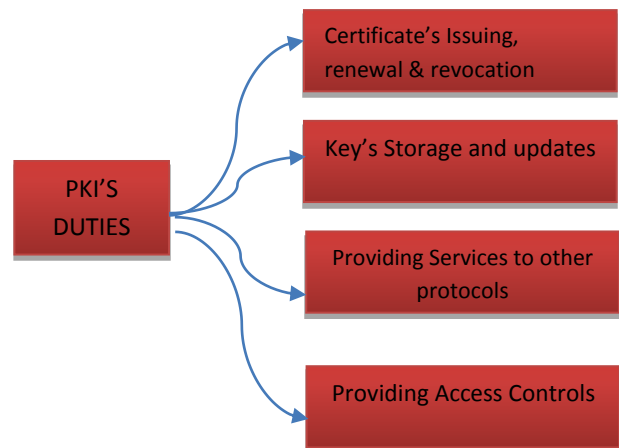 PKI’S
DUTIES
Certificate’s Issuing,
renewal & revocation
Key’s Storage and updates
Providing Services to other
protocols
Providing Access Controls